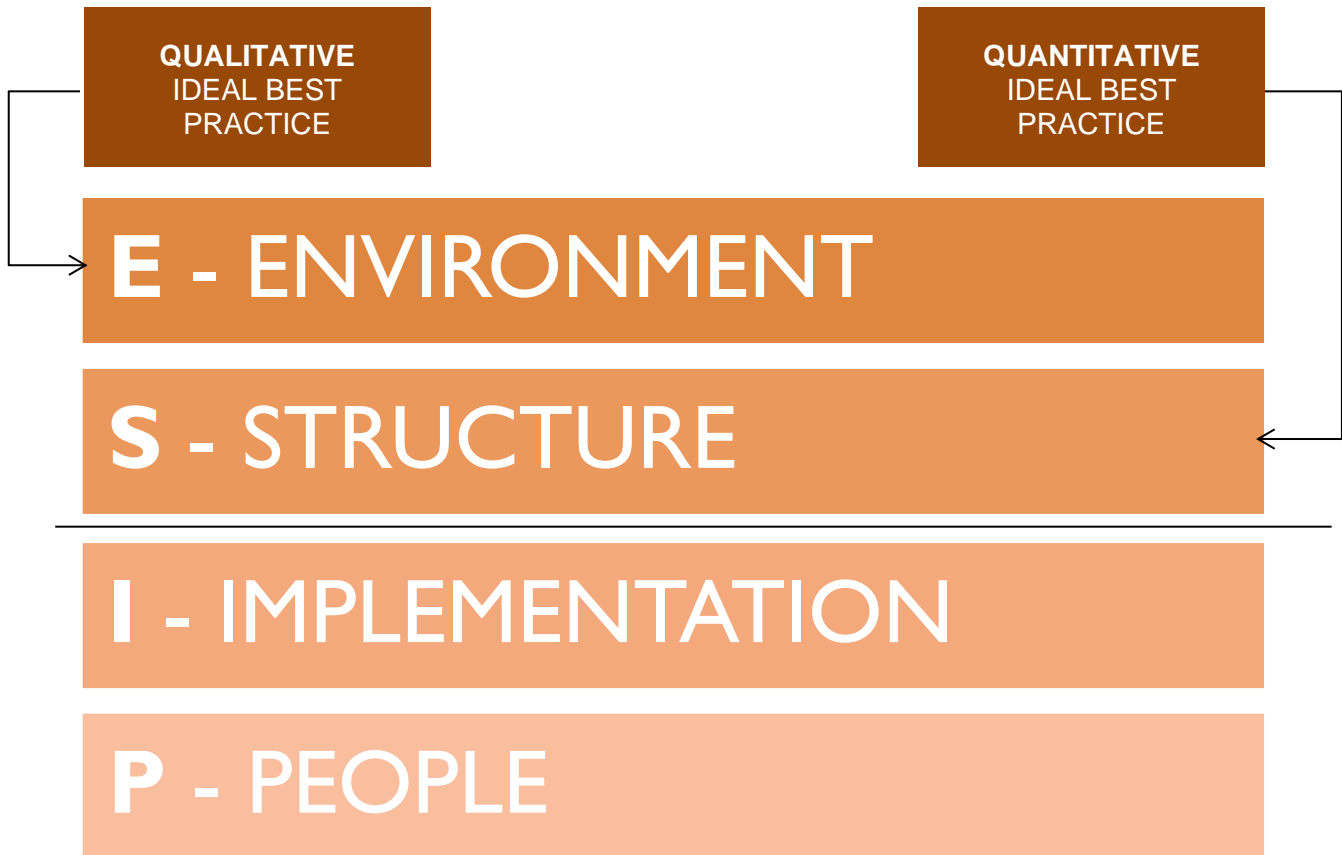 QUALITATIVE
IDEAL BEST
PRACTICE
QUANTITATIVE
IDEAL BEST
PRACTICE
E - ENVIRONMENT
S - STRUCTURE
I - IMPLEMENTATION
P - PEOPLE